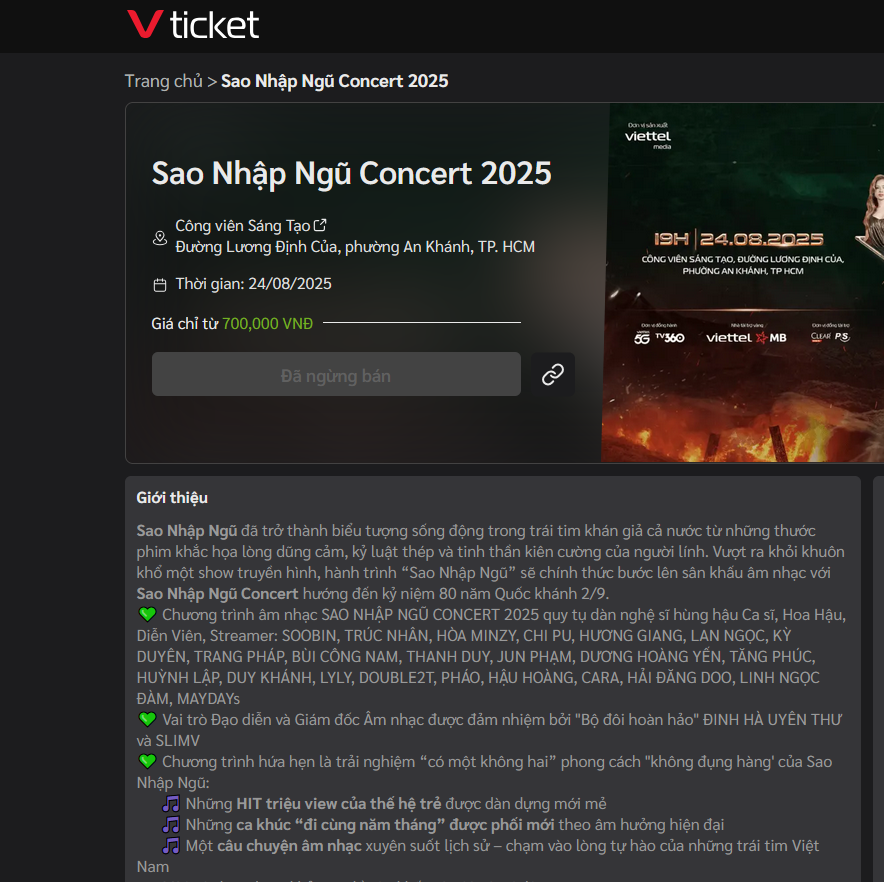 V ticket
Trang chủ > Sao Nhập Ngũ Concert 2025
Sao Nhập Ngũ Concert 2025
Công viên Sáng Tạo
Đường Lương Định Của, phường An Khánh, TP. HCM
Thời gian: 24/08/2025
Giá chỉ từ 700,000 VNĐ
Đã ngừng bán
Đơn vị sản xuất
viettel
media
19H | 24.08.2025
CÔNG VIÊN SÁNG TẠO, ĐƯỜNG LƯƠNG ĐỊNH CỦA,
PHƯỜNG AN KHÁNH, TP HCM
Đơn vị đồng hành
5G TV360
Nhà tài trợ vàng
viettel MB
Đơn vị đồng tài trợ
CLEAR P/S
Giới thiệu
Sao Nhập Ngũ đã trở thành biểu tượng sống động trong trái tim khán giả cả nước từ những thước
phim khắc họa lòng dũng cảm, kỷ luật thép và tinh thần kiên cường của người lính. Vượt ra khỏi khuôn
khổ một show truyền hình, hành trình “Sao Nhập Ngũ” sẽ chính thức bước lên sân khấu âm nhạc với
Sao Nhập Ngũ Concert hướng đến kỷ niệm 80 năm Quốc khánh 2/9.
💚 Chương trình âm nhạc SAO NHẬP NGŨ CONCERT 2025 quy tụ dàn nghệ sĩ hùng hậu Ca sĩ, Hoa Hậu,
Diễn Viên, Streamer: SOOBIN, TRÚC NHÂN, HÒA MINZY, CHI PU, HƯƠNG GIANG, LAN NGỌC, KỲ
DUYÊN, TRANG PHÁP, BÙI CÔNG NAM, THANH DUY, JUN PHẠM, DƯƠNG HOÀNG YẾN, TĂNG PHÚC,
HUỲNH LẬP, DUY KHÁNH, LYLY, DOUBLE2T, PHÁO, HẬU HOÀNG, CARA, HẢI ĐĂNG DOO, LINH NGỌC
ĐÀM, MAYDAYs
💚 Vai trò Đạo diễn và Giám đốc Âm nhạc được đảm nhiệm bởi "Bộ đôi hoàn hảo" ĐINH HÀ UYÊN THƯ
và SLIMV
💚 Chương trình hứa hẹn là trải nghiệm “có một không hai” phong cách "không đụng hàng' của Sao
Nhập Ngũ:
🎵 Những HIT triệu view của thế hệ trẻ được dàn dựng mới mẻ
🎵 Những ca khúc “đi cùng năm tháng” được phối mới theo âm hưởng hiện đại
🎵 Một câu chuyện âm nhạc xuyên suốt lịch sử – chạm vào lòng tự hào của những trái tim Việt
Nam